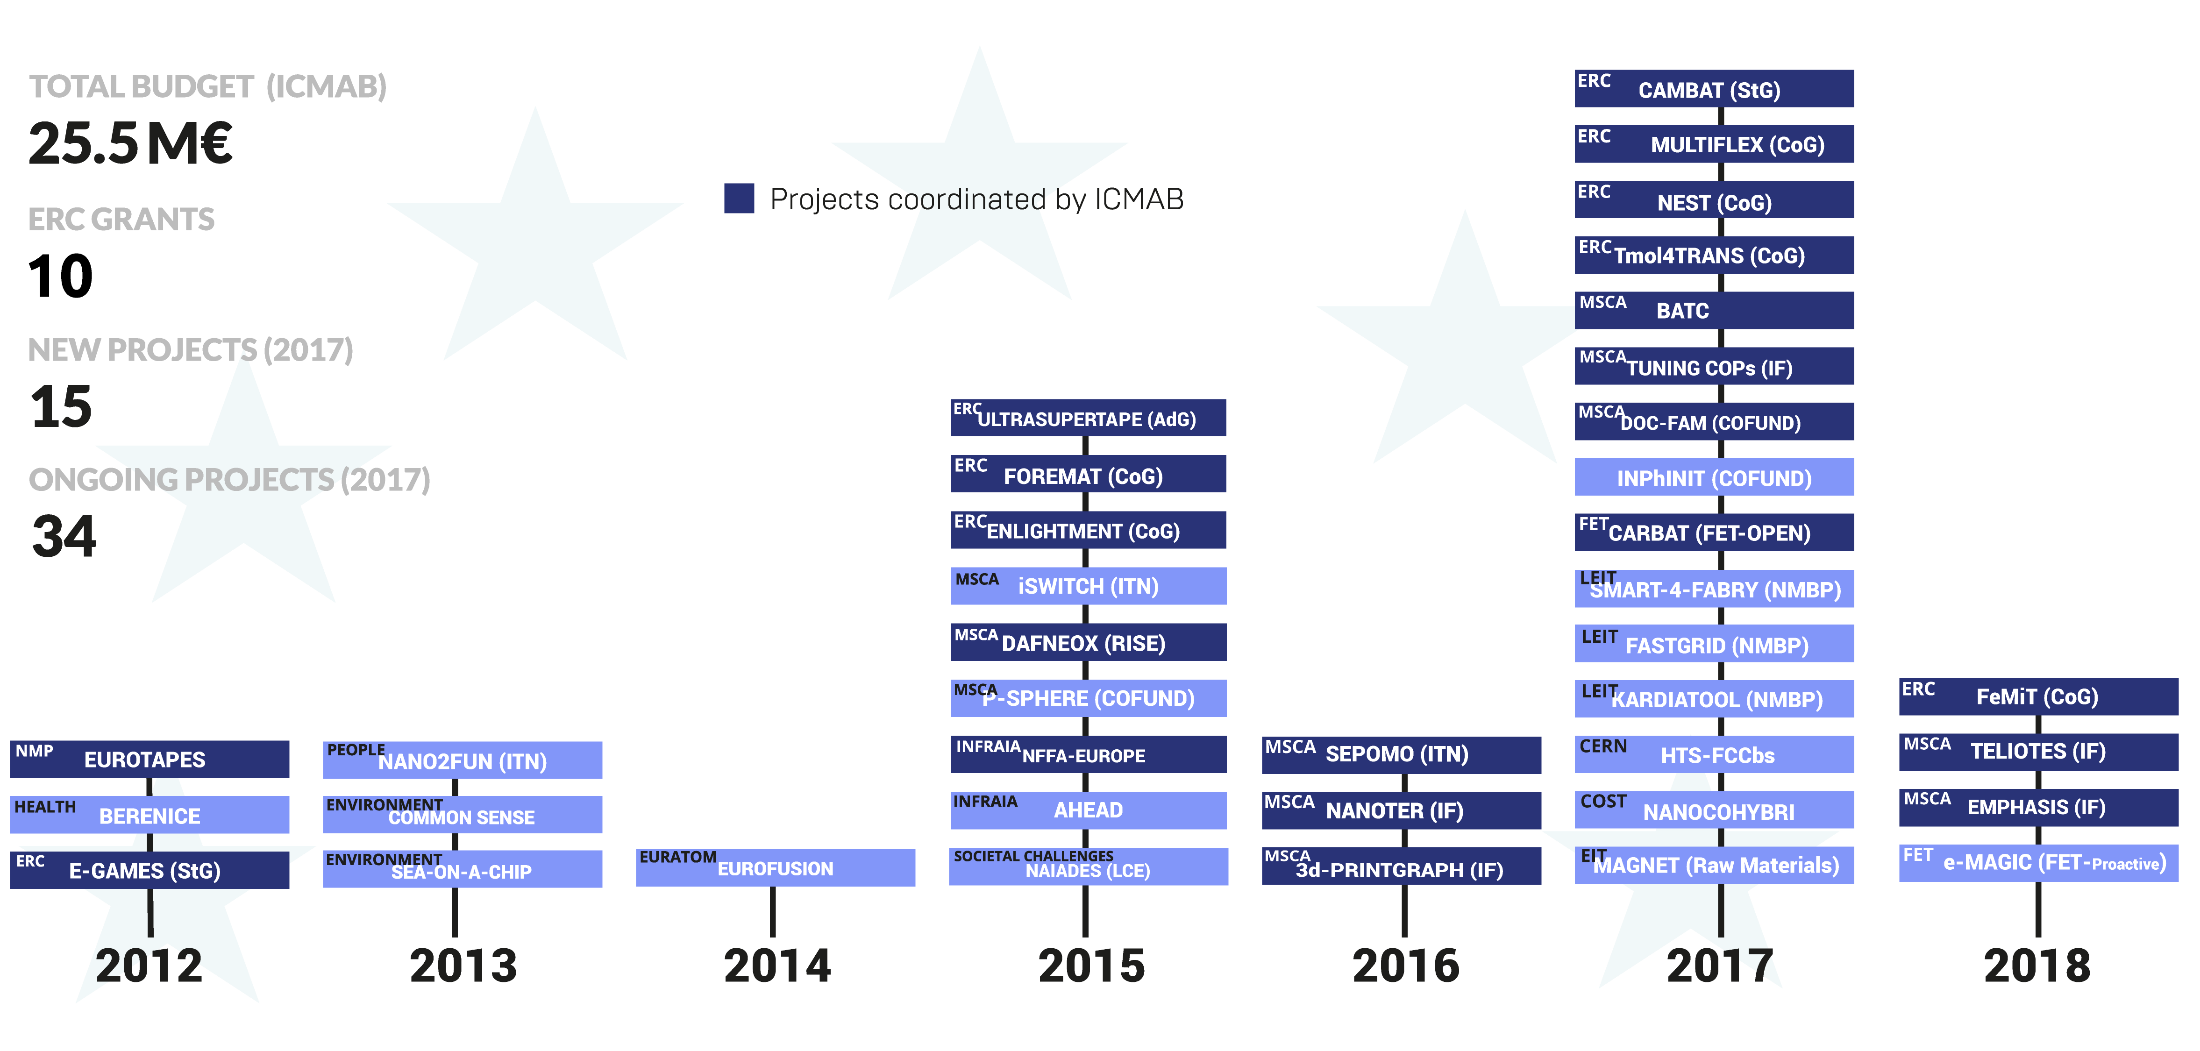 TOTAL BUDGET (ICMAB)
25.5 M€
ERC GRANTS
10
NEW PROJECTS (2017)
15
ONGOING PROJECTS (2017)
34
Projects coordinated by ICMAB
NMP EUROTAPES
HEALTH BERENICE
ERC E-GAMES (StG)
2012
PEOPLE NANO2FUN (ITN)
ENVIRONMENT COMMON SENSE
ENVIRONMENT SEA-ON-A-CHIP
2013
EURATOM EUROFUSION
2014
ERC ULTRASUPERTAPE (AdG)
ERC FOREMAT (CoG)
ERC ENLIGHTMENT (CoG)
MSCA iSWITCH (ITN)
MSCA DAFNEOX (RISE)
MSCA P-SPHERE (COFUND)
INFRAIA NFFA-EUROPE
INFRAIA AHEAD
SOCIETAL CHALLENGES
NAIADES (LCE)
2015
MSCA SEPOMO (ITN)
MSCA NANOTER (IF)
MSCA 3d-PRINTGRAPH (IF)
2016
ERC CAMBAT (StG)
ERC MULTIFLEX (CoG)
ERC NEST (CoG)
ERC Tmol4TRANS (CoG)
MSCA BATC
MSCA TUNING COPs (IF)
MSCA DOC-FAM (COFUND)
INPhINIT (COFUND)
FET CARBAT (FET-OPEN)
LEIT SMART-4-FABRY (NMBP)
LEIT FASTGRID (NMBP)
LEIT KARDIATOOL (NMBP)
CERN HTS-FCCbs
COST NANOCOHYBRI
EIT MAGNET (Raw Materials)
2017
ERC FeMiT (CoG)
MSCA TELIOTES (IF)
MSCA EMPHASIS (IF)
FET e-MAGIC (FET-Proactive)
2018